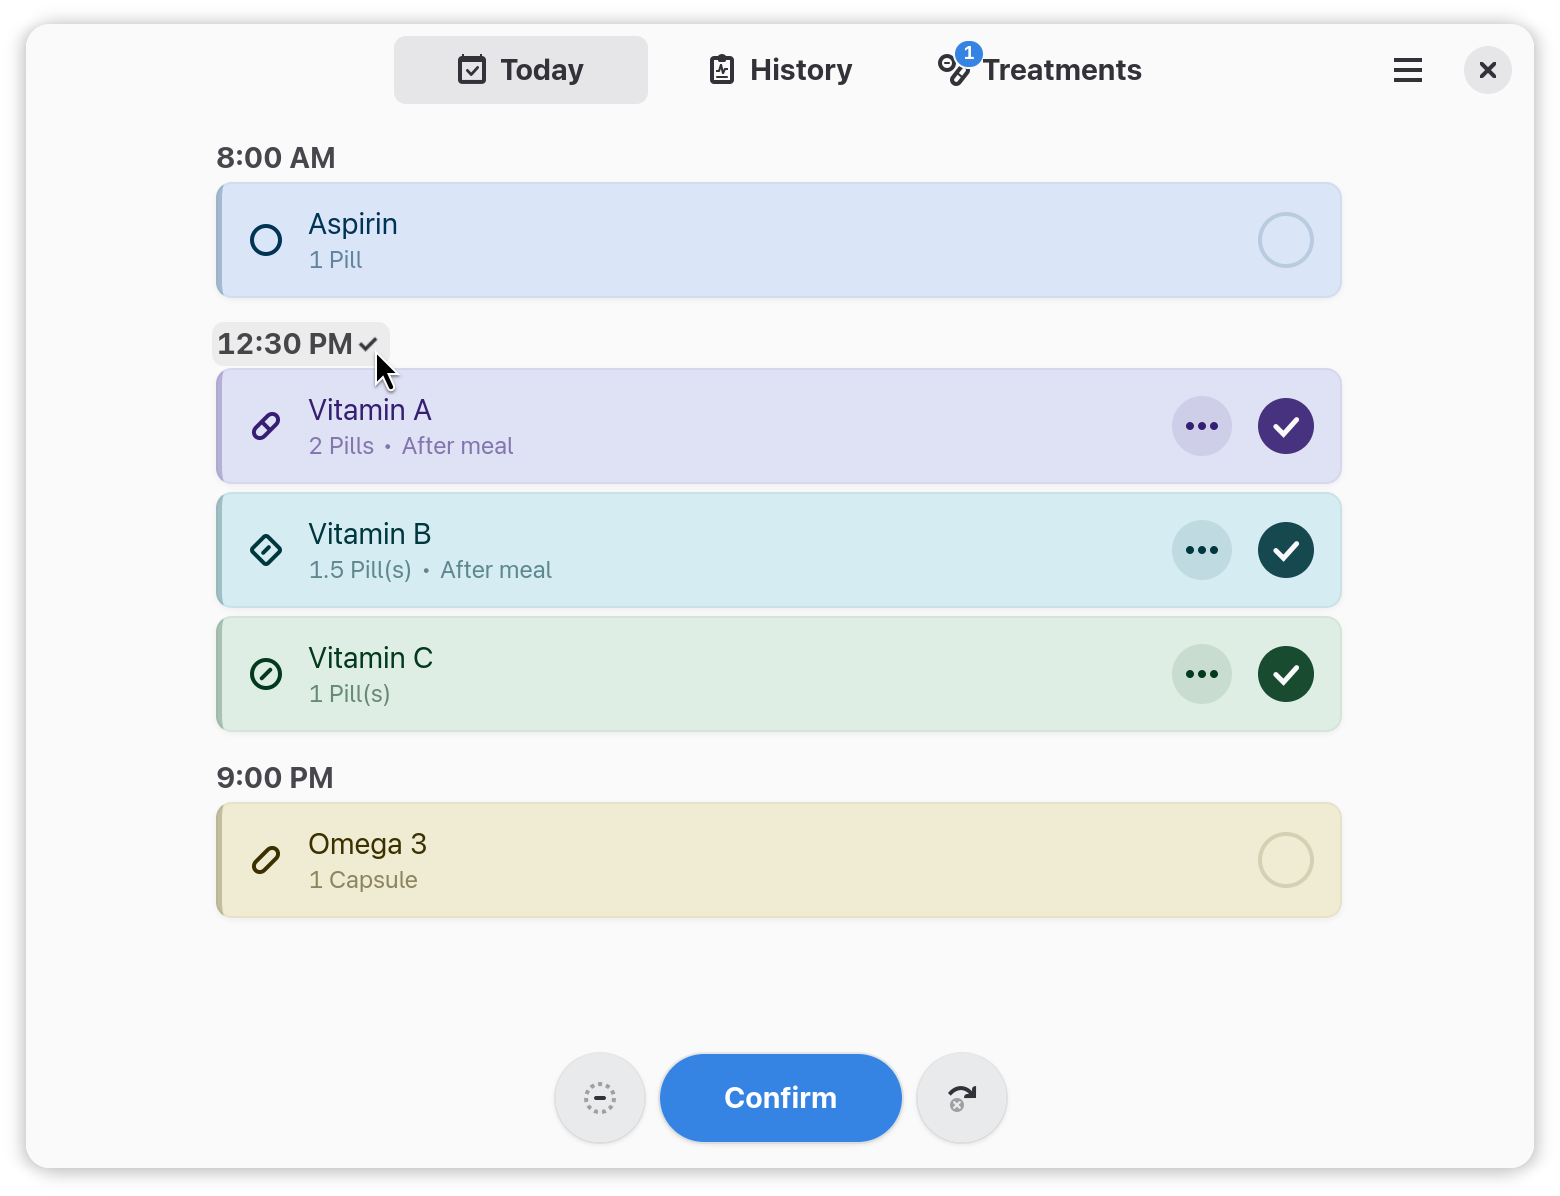 Today
History
1
Treatments
8:00 AM
Aspirin
1 Pill
12:30 PM
Vitamin A
2 Pills • After meal
Vitamin B
1.5 Pill(s) • After meal
Vitamin C
1 Pill(s)
9:00 PM
Omega 3
1 Capsule
Confirm